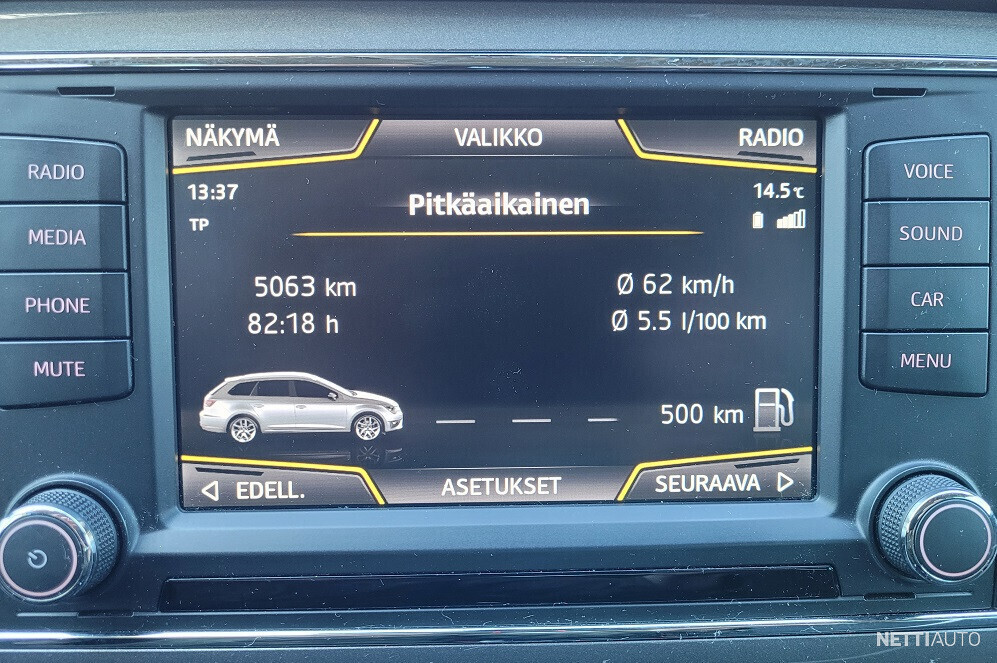 NÄKYMÄ VALIKKO RADIO
13:37 14.5°C
TP
Pitkäaikainen
5063 km Ø 62 km/h
82:18 h Ø 5.5 l/100 km
500 km
EDELL. ASETUKSET SEURAAVA
RADIO
MEDIA
PHONE
MUTE
VOICE
SOUND
CAR
MENU
NETTIAUTO